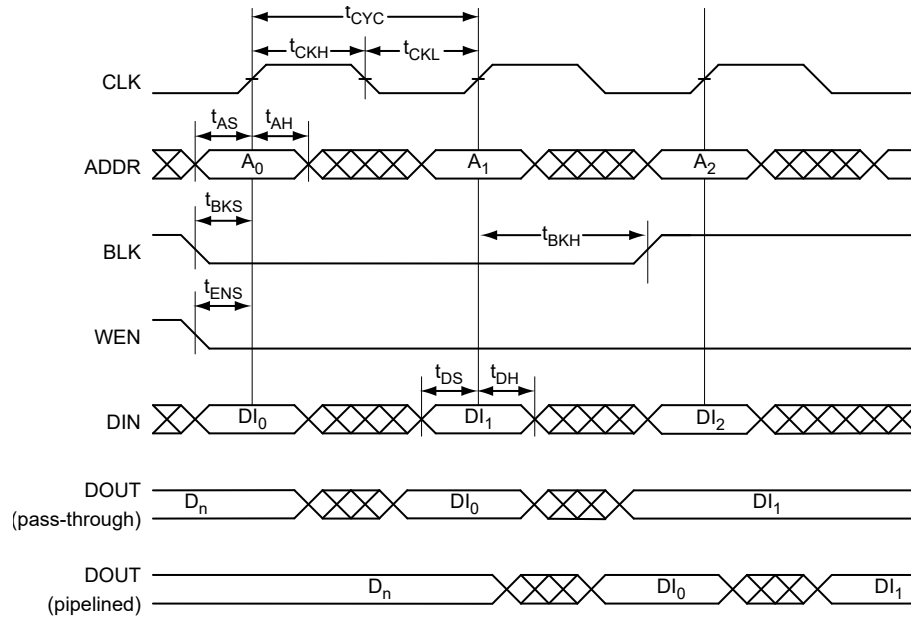 tCYC
tCKH tCKL
CLK
tAS tAH
ADDR A0 A1 A2
tBKS
tBKH
BLK
tENS
WEN
tDS tDH
DIN DI0 DI1 DI2
DOUT
(pass-through)
Dn DI0 DI1
DOUT
(pipelined)
Dn DI0 DI1